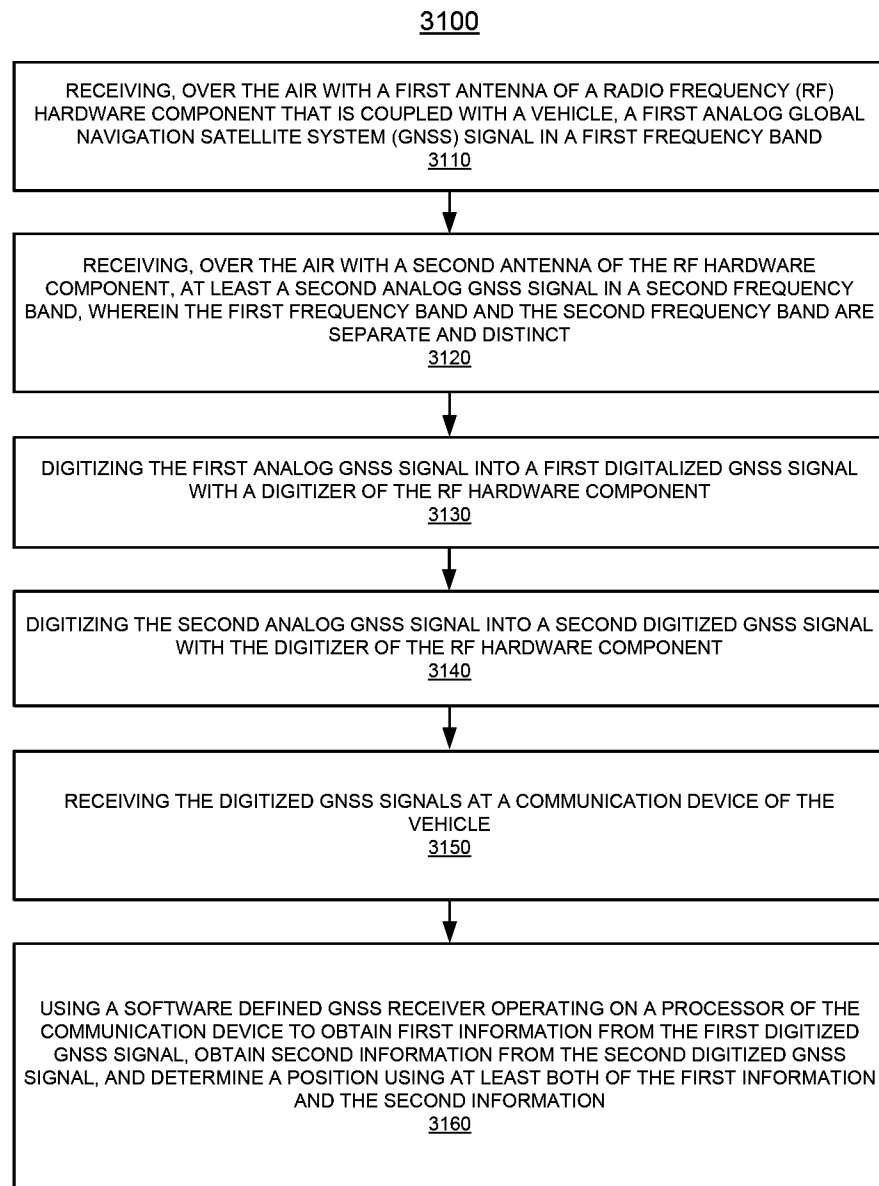 3100
RECEIVING, OVER THE AIR WITH A FIRST ANTENNA OF A RADIO FREQUENCY (RF)
HARDWARE COMPONENT THAT IS COUPLED WITH A VEHICLE, A FIRST ANALOG GLOBAL
NAVIGATION SATELLITE SYSTEM (GNSS) SIGNAL IN A FIRST FREQUENCY BAND
3110
RECEIVING, OVER THE AIR WITH A SECOND ANTENNA OF THE RF HARDWARE
COMPONENT, AT LEAST A SECOND ANALOG GNSS SIGNAL IN A SECOND FREQUENCY
BAND, WHEREIN THE FIRST FREQUENCY BAND AND THE SECOND FREQUENCY BAND ARE
SEPARATE AND DISTINCT
3120
DIGITIZING THE FIRST ANALOG GNSS SIGNAL INTO A FIRST DIGITALIZED GNSS SIGNAL
WITH A DIGITIZER OF THE RF HARDWARE COMPONENT
3130
DIGITIZING THE SECOND ANALOG GNSS SIGNAL INTO A SECOND DIGITIZED GNSS SIGNAL
WITH THE DIGITIZER OF THE RF HARDWARE COMPONENT
3140
RECEIVING THE DIGITIZED GNSS SIGNALS AT A COMMUNICATION DEVICE OF THE
VEHICLE
3150
USING A SOFTWARE DEFINED GNSS RECEIVER OPERATING ON A PROCESSOR OF THE
COMMUNICATION DEVICE TO OBTAIN FIRST INFORMATION FROM THE FIRST DIGITIZED
GNSS SIGNAL, OBTAIN SECOND INFORMATION FROM THE SECOND DIGITIZED GNSS
SIGNAL, AND DETERMINE A POSITION USING AT LEAST BOTH OF THE FIRST INFORMATION
AND THE SECOND INFORMATION
3160